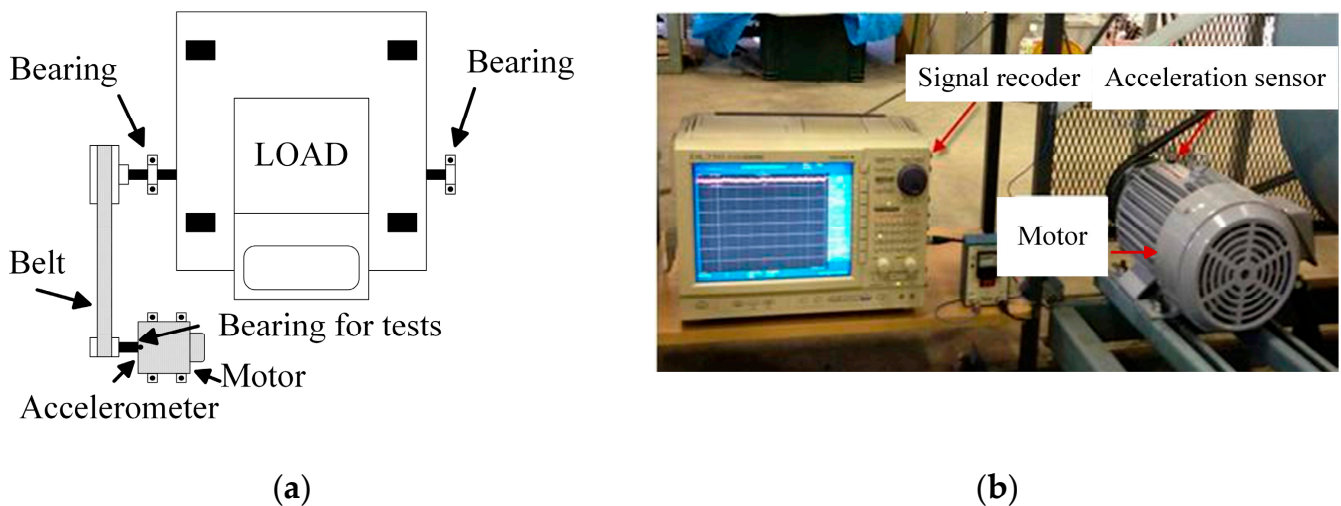 Bearing
Bearing
LOAD
Belt
Bearing for tests
Motor
Accelerometer
(a)
Signal recoder
Acceleration sensor
Motor
(b)